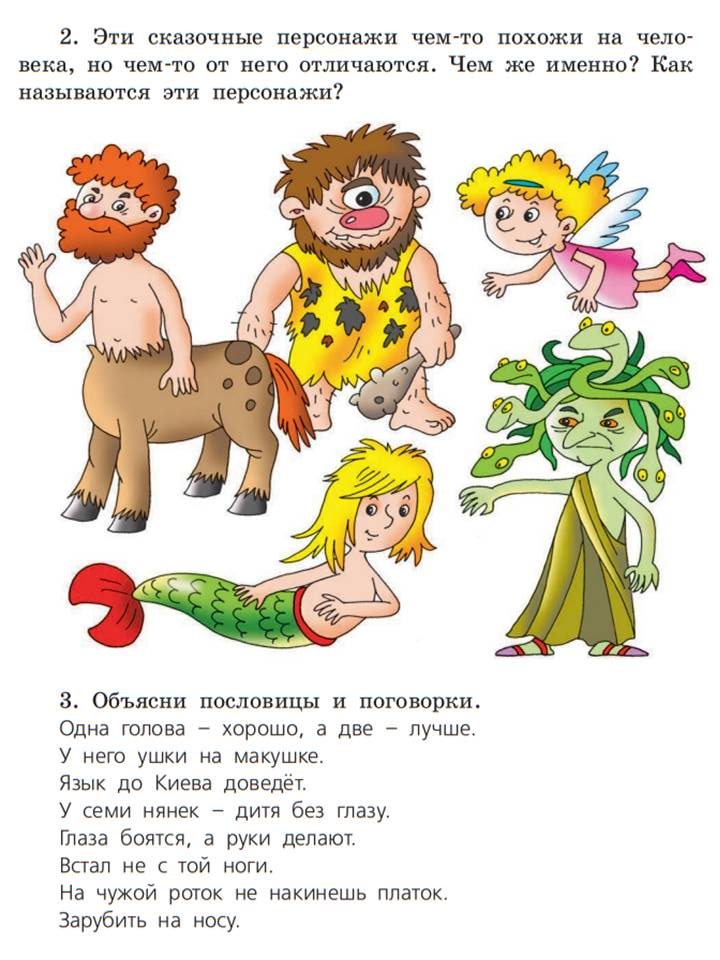 2. Эти сказочные персонажи чем-то похожи на чело-
века, но чем-то от него отличаются. Чем же именно? Как
называются эти персонажи?
3. Объясни пословицы и поговорки.
Одна голова – хорошо, а две – лучше.
У него ушки на макушке.
Язык до Киева доведёт.
У семи нянек – дитя без глазу.
Глаза боятся, а руки делают.
Встал не с той ноги.
На чужой роток не накинешь платок.
Зарубить на носу.